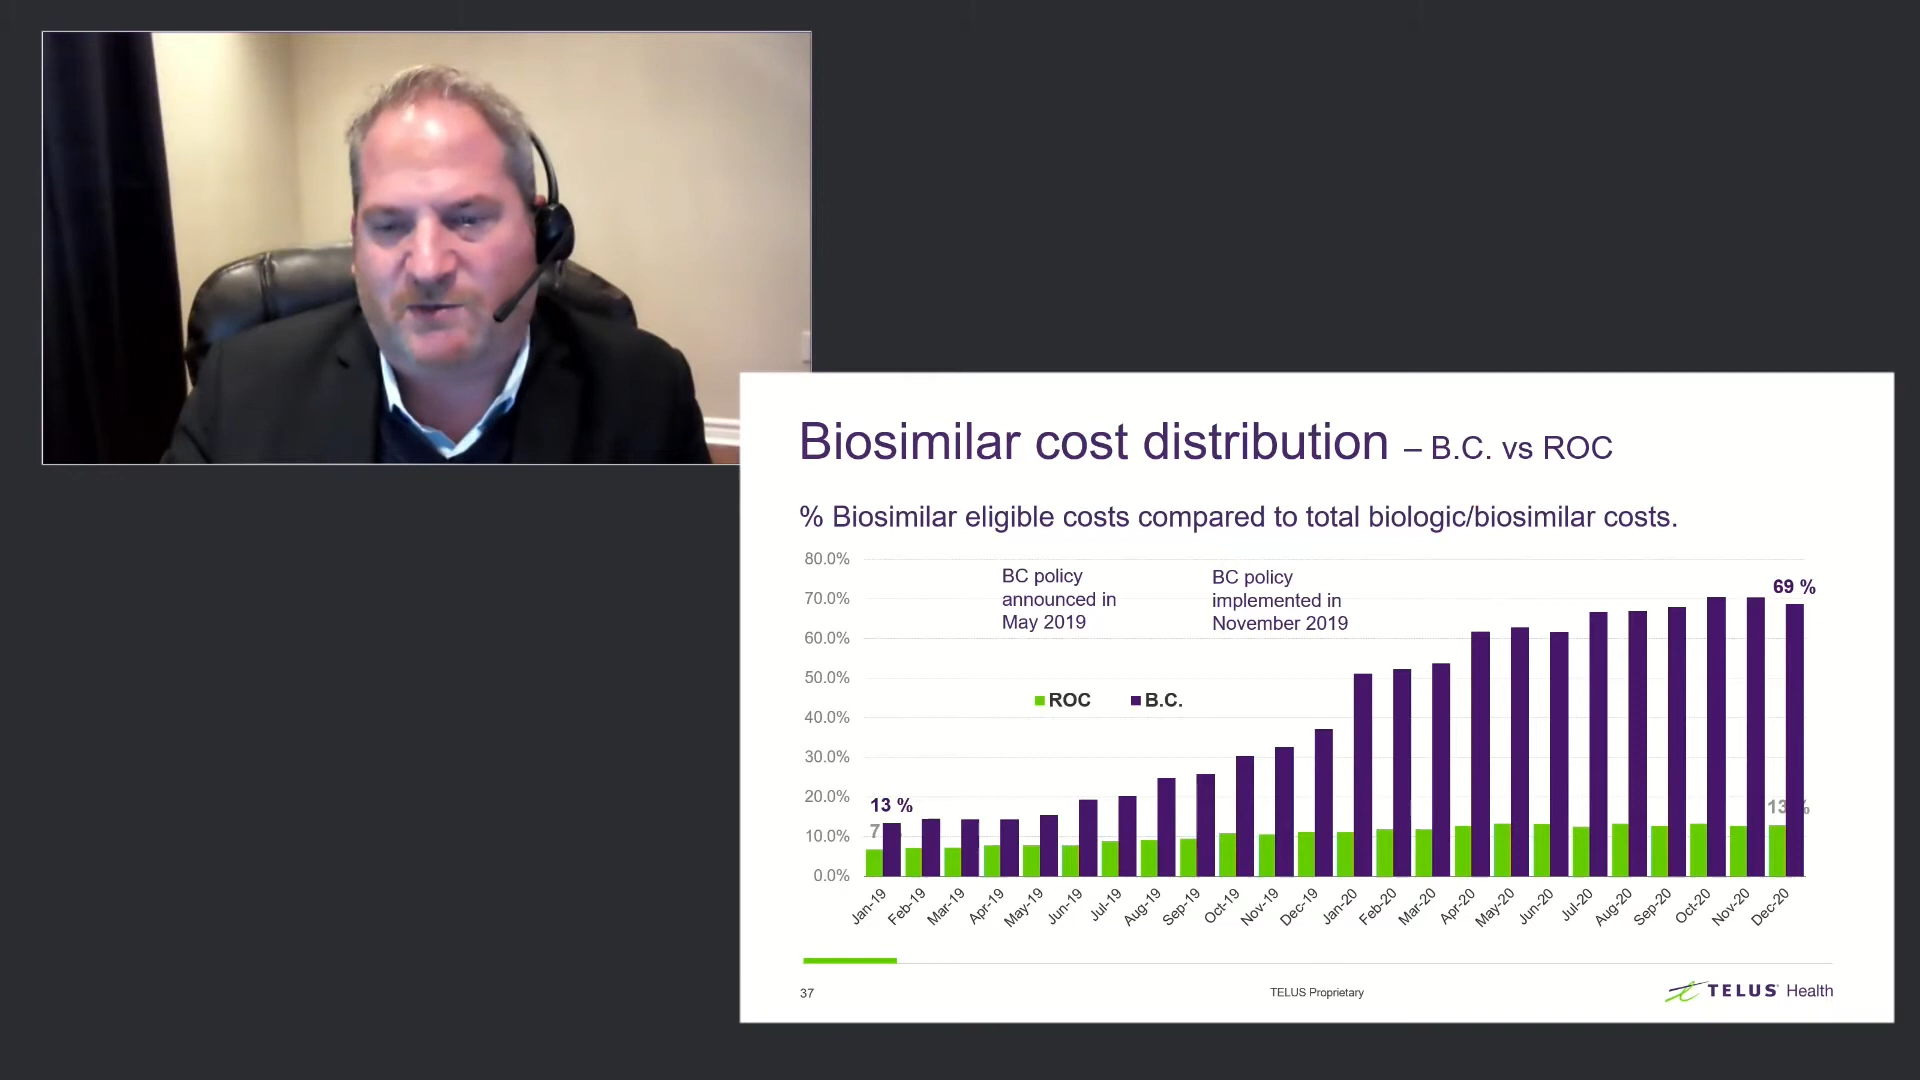 Biosimilar cost distribution – B.C. vs ROC
% Biosimilar eligible costs compared to total biologic/biosimilar costs.
80.0%
70.0%
60.0%
50.0%
40.0%
30.0%
20.0%
10.0%
0.0%
BC policy
announced in
May 2019
BC policy
implemented in
November 2019
69 %
ROC
B.C.
13 %
7
13 %
Jan-19
Feb-19
Mar-19
Apr-19
May-19
Jun-19
Jul-19
Aug-19
Sep-19
Oct-19
Nov-19
Dec-19
Jan-20
Feb-20
Mar-20
Apr-20
May-20
Jun-20
Jul-20
Aug-20
Sep-20
Oct-20
Nov-20
Dec-20
37
TELUS Proprietary
TELUS Health